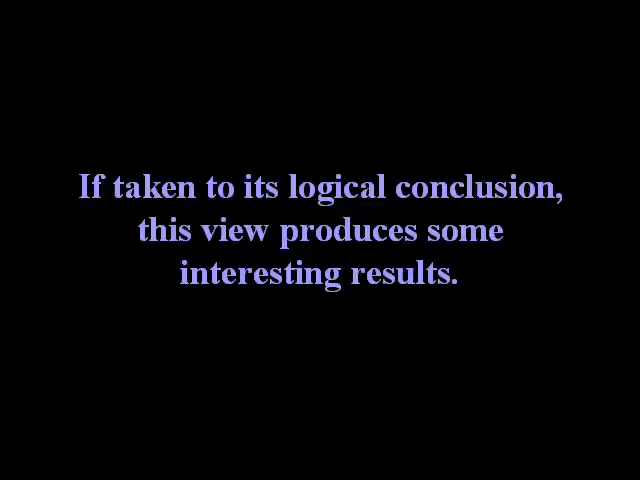 If taken to its logical conclusion,
this view produces some
interesting results.